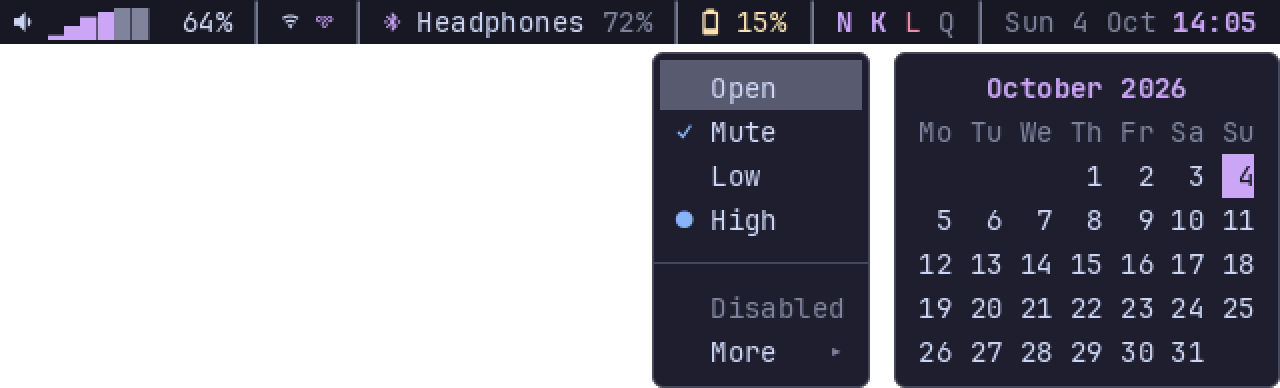 64% Headphones 72% 15% N K L Q Sun 4 Oct 14:05
Open
Mute
Low
High
Disabled
More
October 2026
Mo Tu We Th Fr Sa Su
1 2 3 4
5 6 7 8 9 10 11
12 13 14 15 16 17 18
19 20 21 22 23 24 25
26 27 28 29 30 31